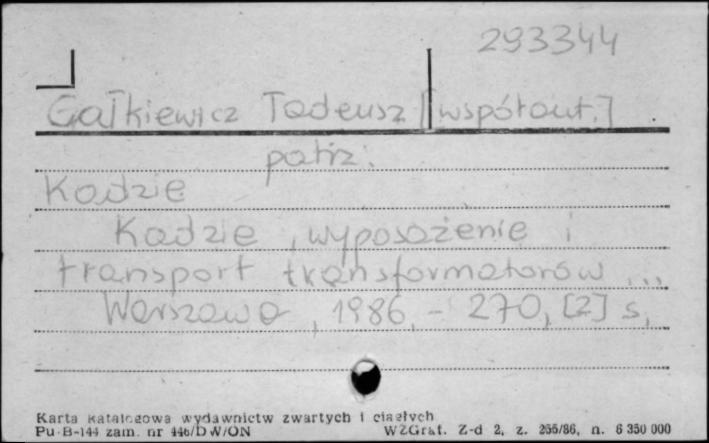 293344
Gałkiewicz Tadeusz [współaut.]
patrz:
Kadzie
Kadzie, wyposażenie i
transport transformatorów ...
Warszawa, 1986. - 270, [2] s.
Karta katalogowa wydawnictw zwartych i ciągłych
Pu-B-144 zam. nr 446/DW/ON WZGraf. Z-d 2, z. 255/86, n. 6 350 000